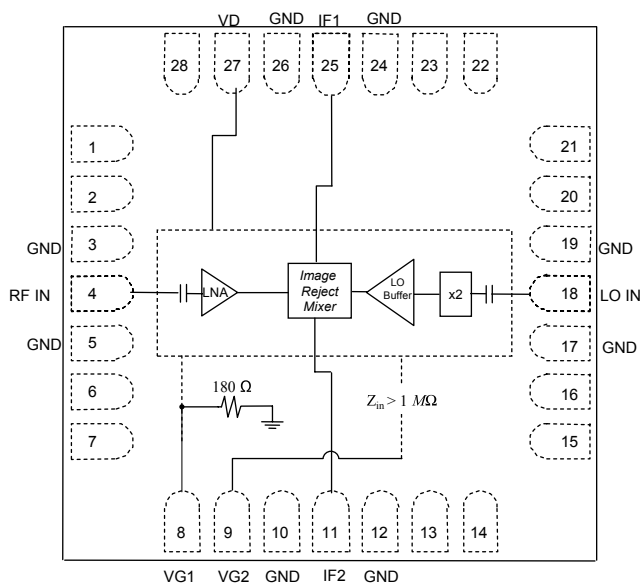 VD GND IF1 GND
28 27 26 25 24 23 22
1 21
2 20
GND 3 19 GND
RF IN 4 LNA Image Reject Mixer LO Buffer x2 18 LO IN
GND 5 17 GND
6 180 Ω Zin > 1 MΩ 16
7 15
8 9 10 11 12 13 14
VG1 VG2 GND IF2 GND